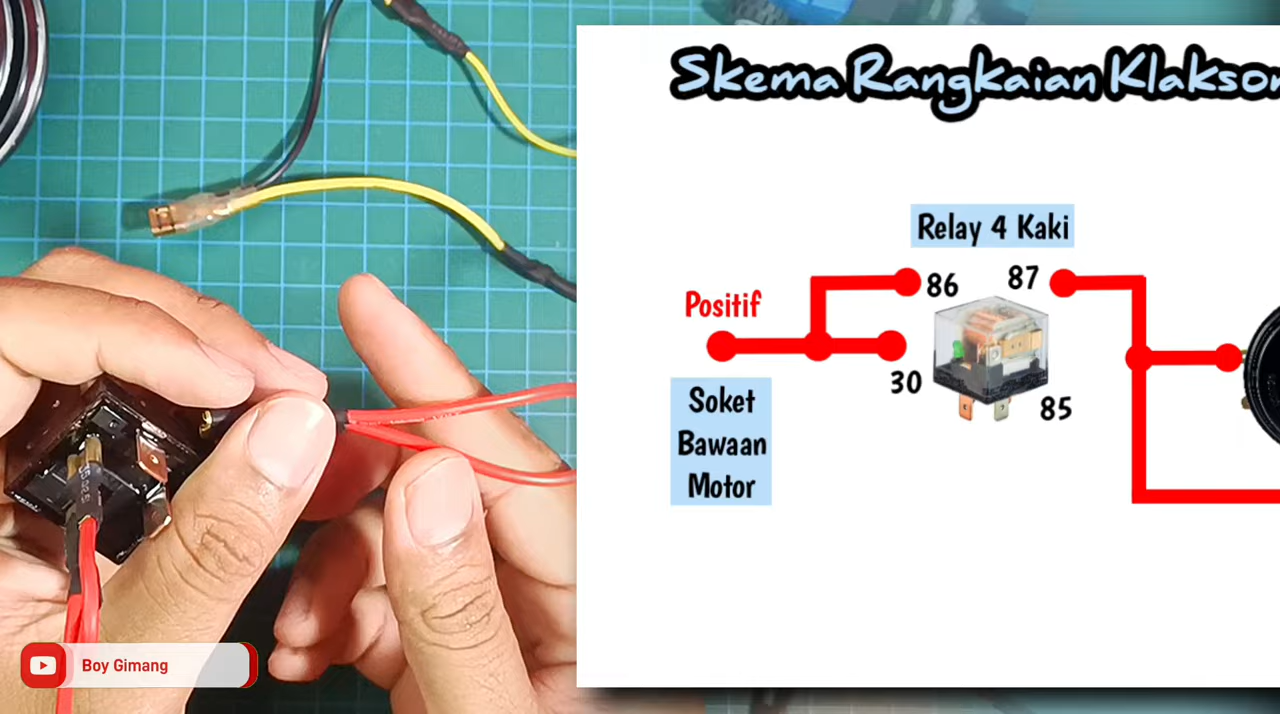 Skema Rangkaian Klakson
Relay 4 Kaki
86
87
Positif
30
85
Soket
Bawaan
Motor
Boy Gimang